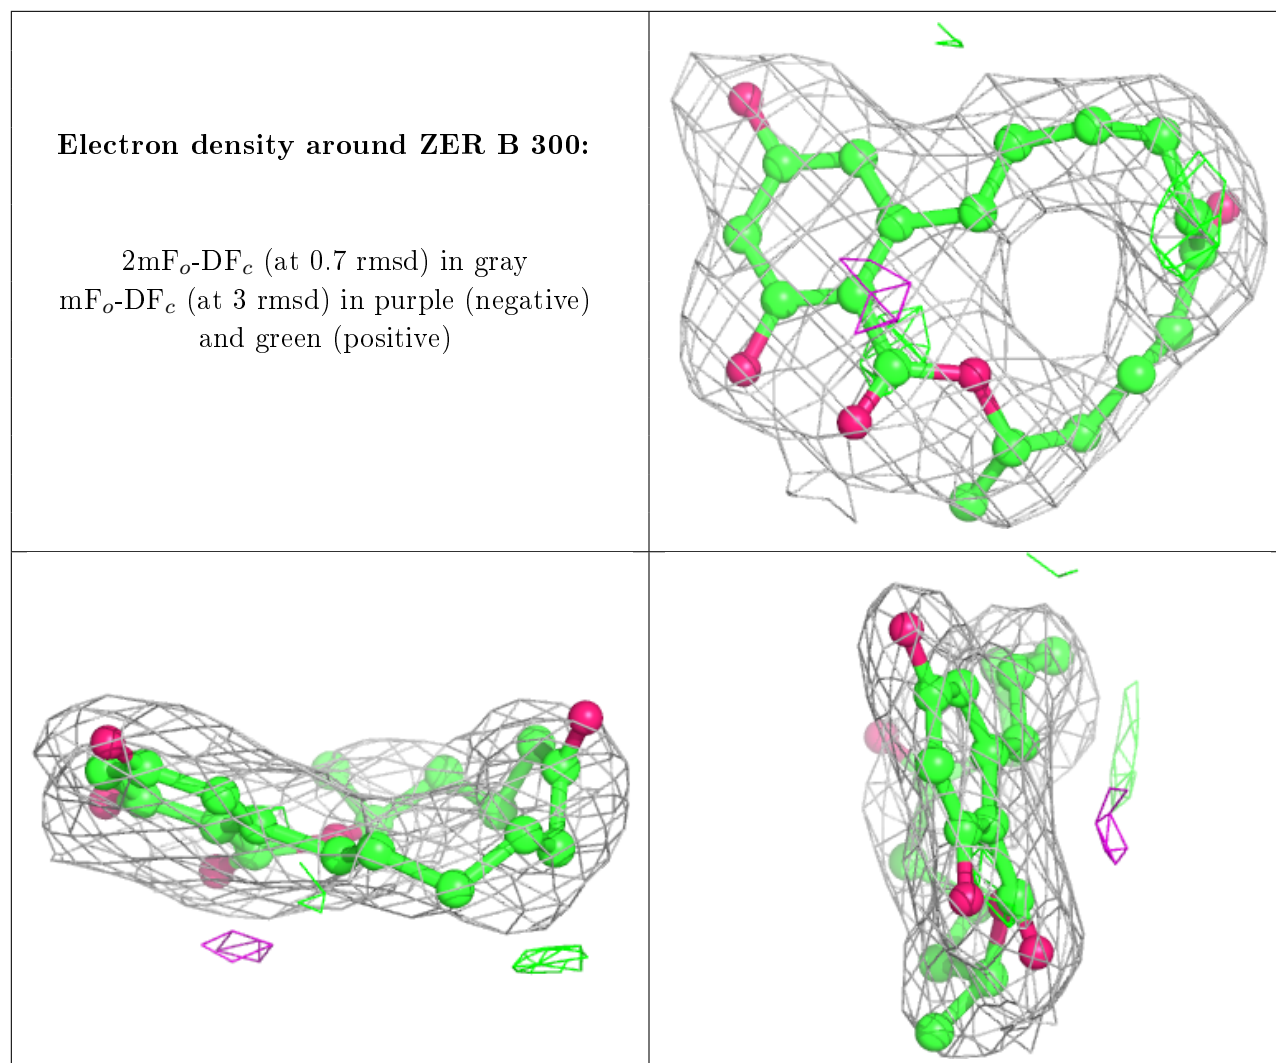 Electron density around ZER B 300:
2mFₒ-DF𝒸 (at 0.7 rmsd) in gray
mFₒ-DF𝒸 (at 3 rmsd) in purple (negative)
and green (positive)